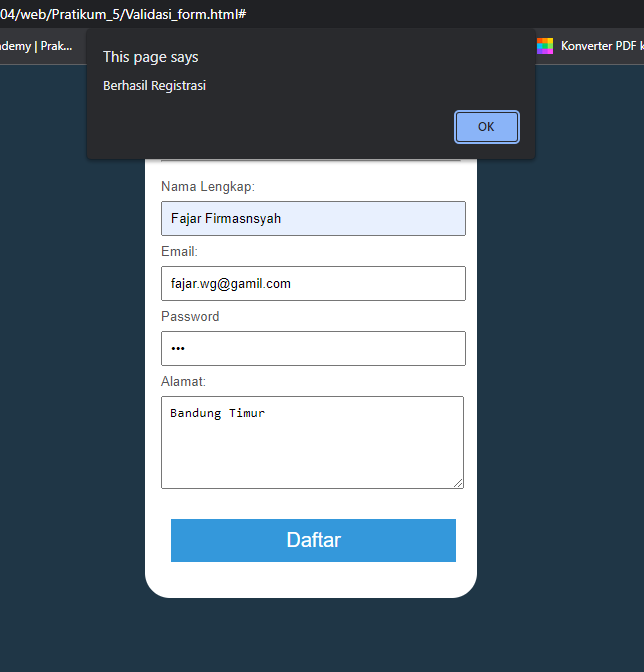 04/web/Pratikum_5/Validasi_form.html#
ademy | Prak...
Konverter PDF k
This page says
Berhasil Registrasi
OK
Nama Lengkap:
Fajar Firmasnsyah
Email:
fajar.wg@gamil.com
Password
•••
Alamat:
Bandung Timur
Daftar